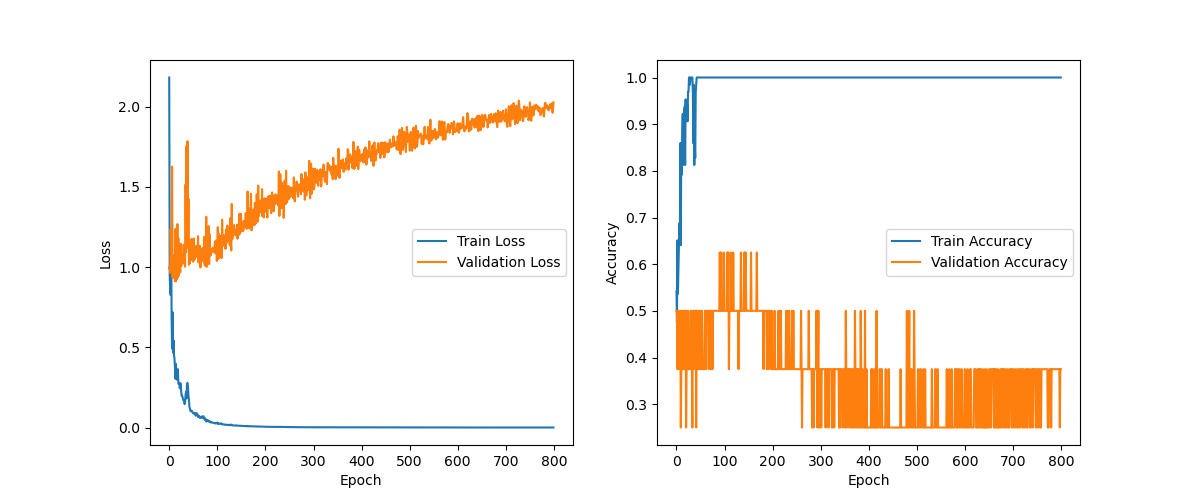 2.0
1.5
1.0
0.5
0.0
Loss
0 100 200 300 400 500 600 700 800
Epoch
Train Loss
Validation Loss
1.0
0.9
0.8
0.7
0.6
0.5
0.4
0.3
Accuracy
0 100 200 300 400 500 600 700 800
Epoch
Train Accuracy
Validation Accuracy